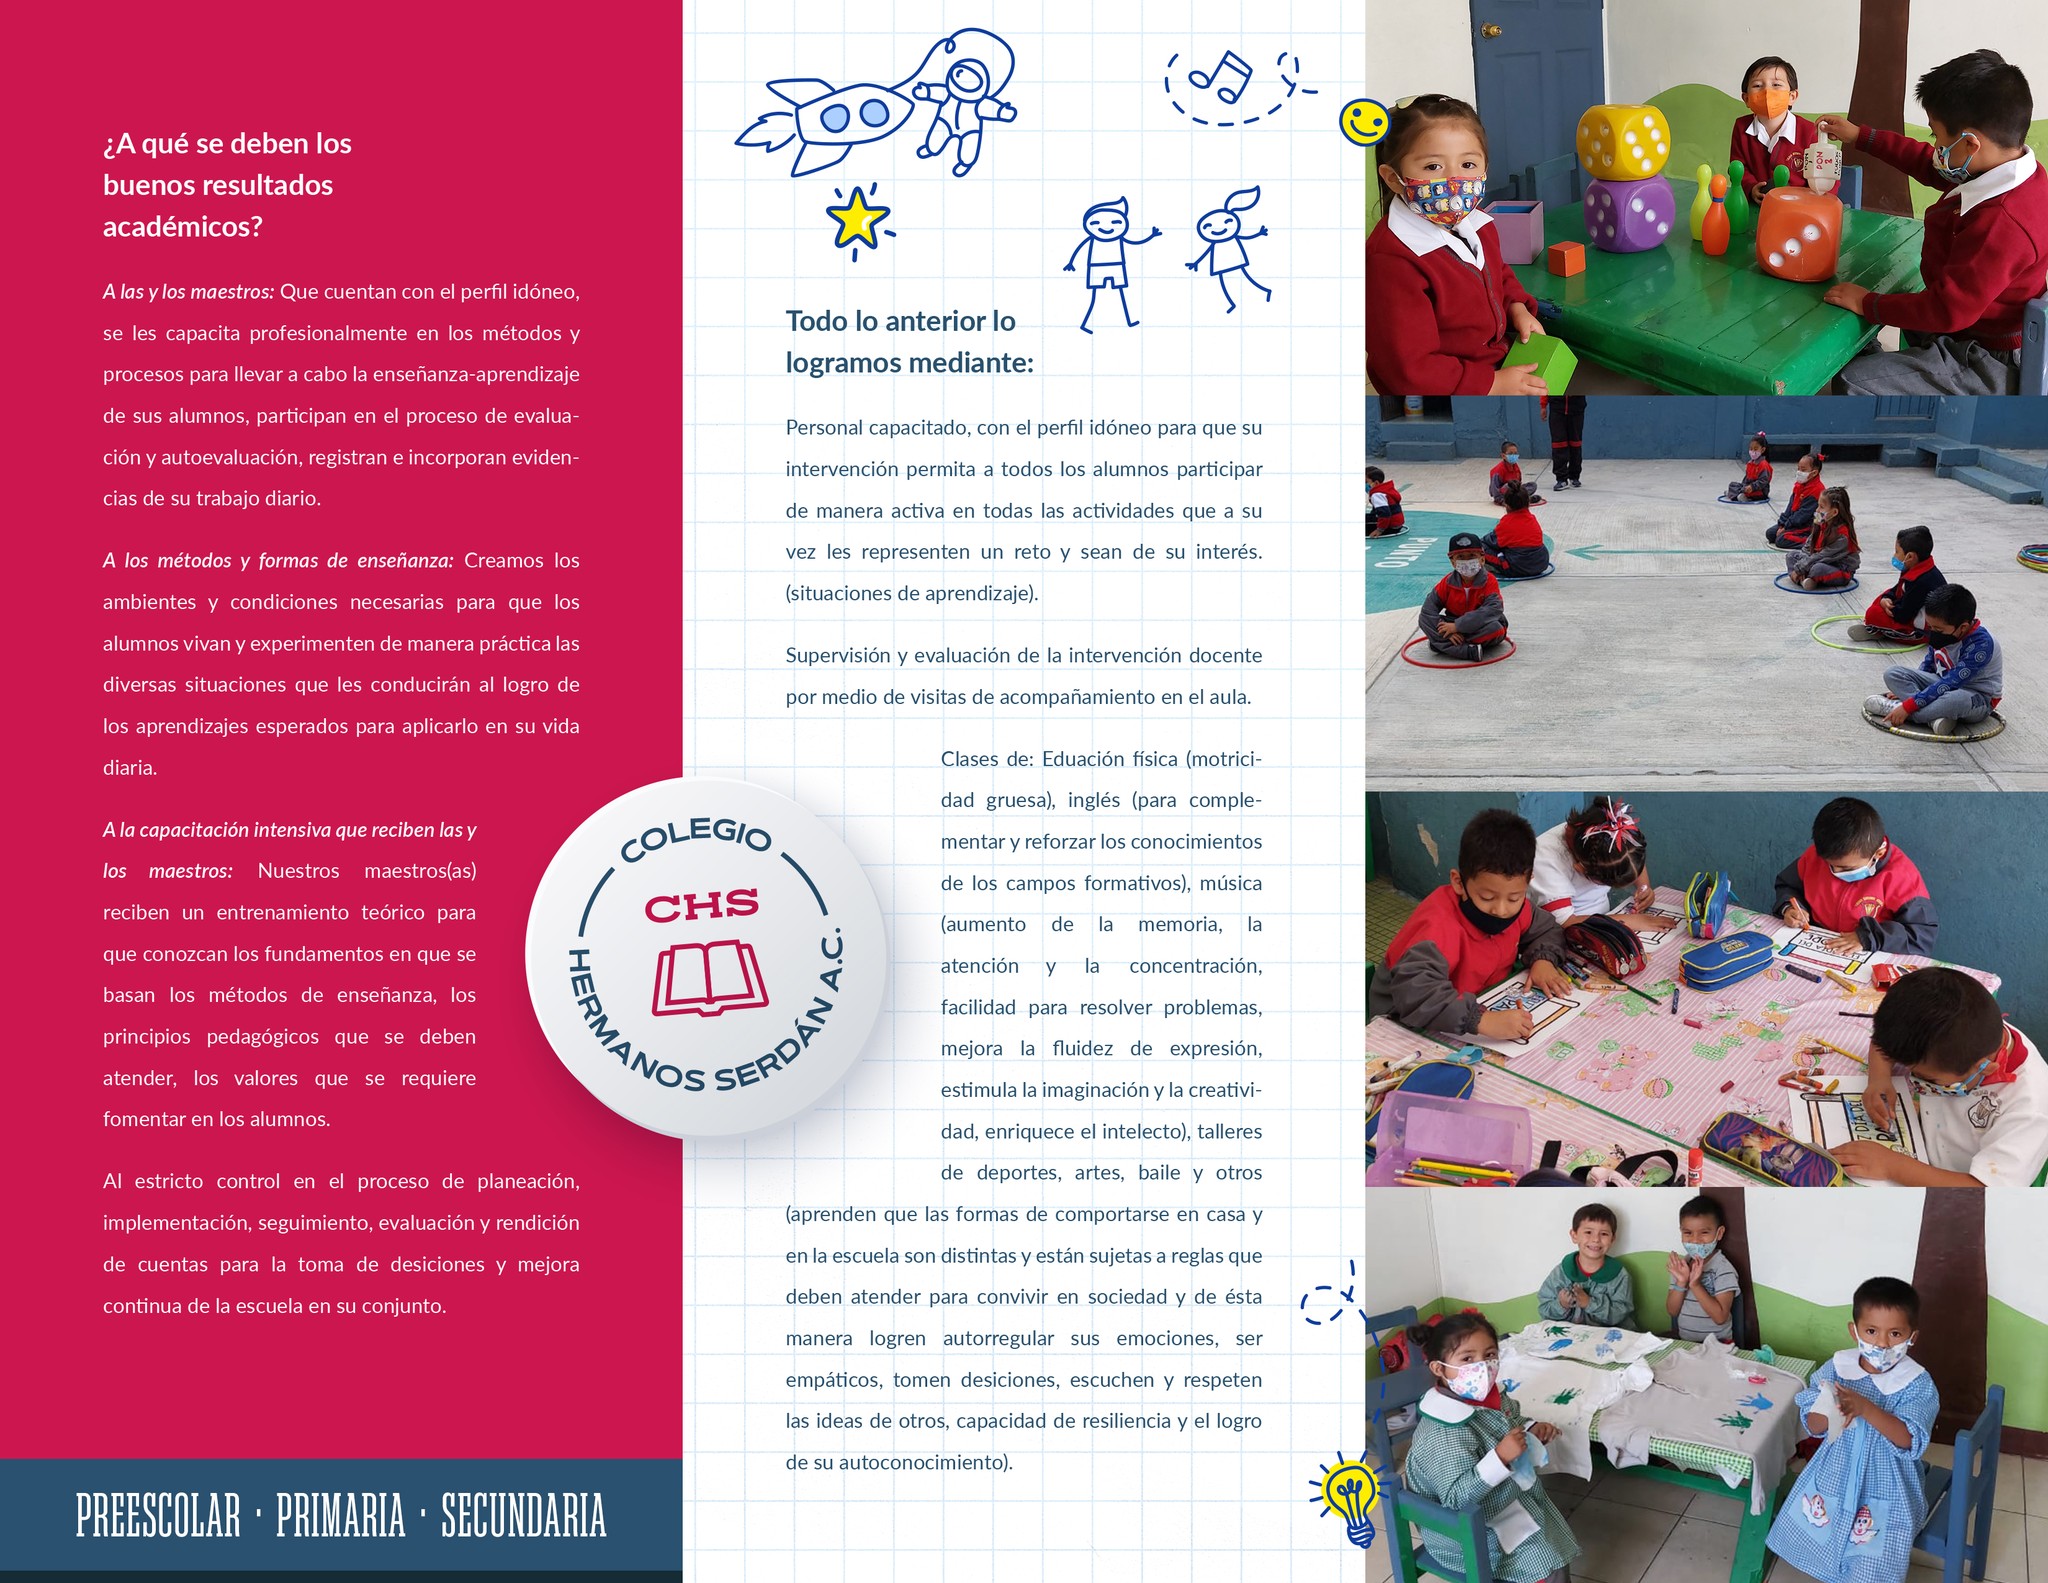 ¿A qué se deben los
buenos resultados
académicos?
A las y los maestros: Que cuentan con el perfil idóneo,
se les capacita profesionalmente en los métodos y
procesos para llevar a cabo la enseñanza-aprendizaje
de sus alumnos, participan en el proceso de evalua-
ción y autoevaluación, registran e incorporan eviden-
cias de su trabajo diario.
A los métodos y formas de enseñanza: Creamos los
ambientes y condiciones necesarias para que los
alumnos vivan y experimenten de manera práctica las
diversas situaciones que les conducirán al logro de
los aprendizajes esperados para aplicarlo en su vida
diaria.
A la capacitación intensiva que reciben las y
los maestros: Nuestros maestros(as)
reciben un entrenamiento teórico para
que conozcan los fundamentos en que se
basan los métodos de enseñanza, los
principios pedagógicos que se deben
atender, los valores que se requiere
fomentar en los alumnos.
Al estricto control en el proceso de planeación,
implementación, seguimiento, evaluación y rendición
de cuentas para la toma de desiciones y mejora
continua de la escuela en su conjunto.
PREESCOLAR · PRIMARIA · SECUNDARIA
COLEGIO
CHS
HERMANOS SERDÁN A.C.
Todo lo anterior lo
logramos mediante:
Personal capacitado, con el perfil idóneo para que su
intervención permita a todos los alumnos participar
de manera activa en todas las actividades que a su
vez les representen un reto y sean de su interés.
(situaciones de aprendizaje).
Supervisión y evaluación de la intervención docente
por medio de visitas de acompañamiento en el aula.
Clases de: Eduación física (motrici-
dad gruesa), inglés (para comple-
mentar y reforzar los conocimientos
de los campos formativos), música
(aumento de la memoria, la
atención y la concentración,
facilidad para resolver problemas,
mejora la fluidez de expresión,
estimula la imaginación y la creativi-
dad, enriquece el intelecto), talleres
de deportes, artes, baile y otros
(aprenden que las formas de comportarse en casa y
en la escuela son distintas y están sujetas a reglas que
deben atender para convivir en sociedad y de ésta
manera logren autorregular sus emociones, ser
empáticos, tomen desiciones, escuchen y respeten
las ideas de otros, capacidad de resiliencia y el logro
de su autoconocimiento).
PON
2
PUNO